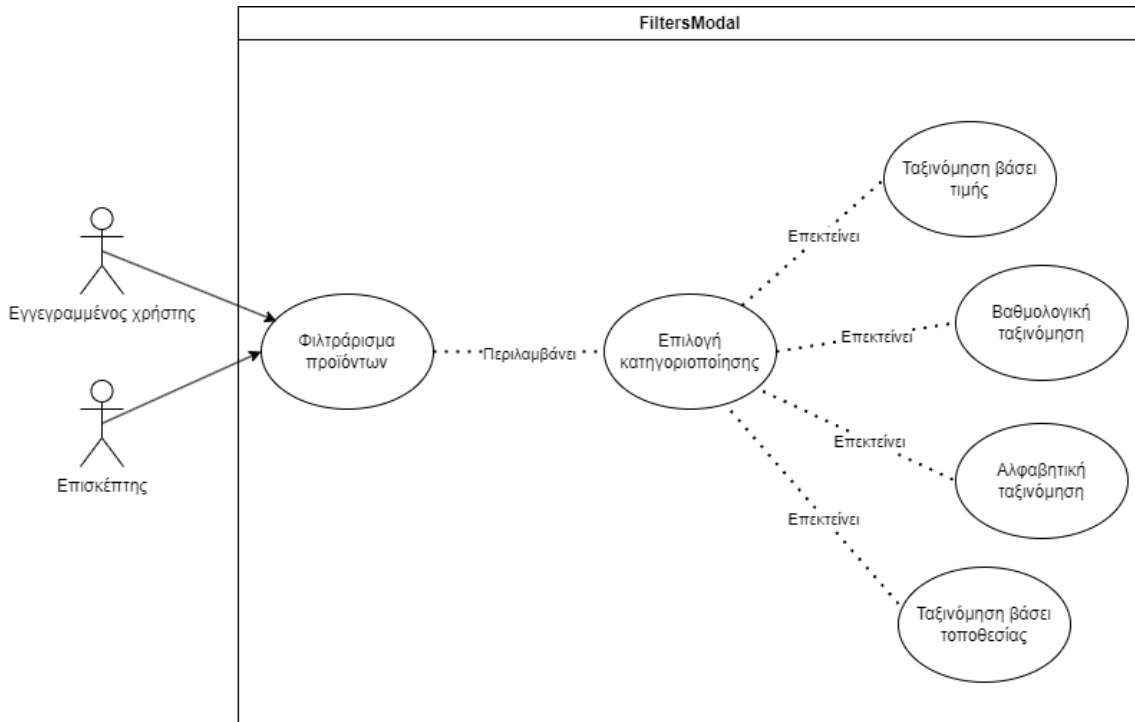 FiltersModal
Ταξινόμηση βάσει
τιμής
Επεκτείνει
Εγγεγραμμένος χρήστης
Φιλτράρισμα
προϊόντων
Περιλαμβάνει
Επιλογή
κατηγοριοποίησης
Επεκτείνει
Βαθμολογική
ταξινόμηση
Επισκέπτης
Επεκτείνει
Αλφαβητική
ταξινόμηση
Επεκτείνει
Ταξινόμηση βάσει
τοποθεσίας